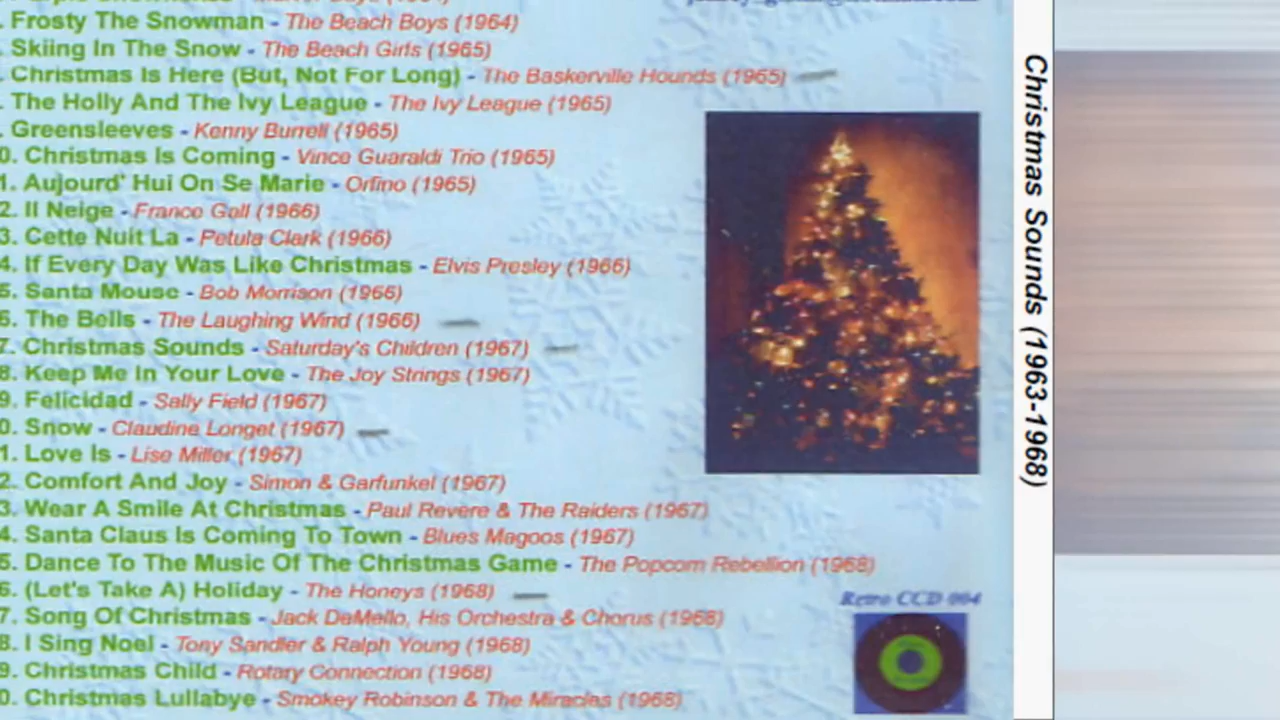 . Frosty The Snowman - The Beach Boys (1964)
. Skiing In The Snow - The Beach Girls (1965)
. Christmas Is Here (But, Not For Long) - The Baskerville Hounds (1965)
. The Holly And The Ivy League - The Ivy League (1965)
. Greensleeves - Kenny Burrell (1965)
0. Christmas Is Coming - Vince Guaraldi Trio (1965)
1. Aujourd' Hui On Se Marie - Orfino (1965)
2. Il Neige - France Gall (1966)
3. Cette Nuit La - Petula Clark (1966)
4. If Every Day Was Like Christmas - Elvis Presley (1966)
5. Santa Mouse - Bob Morrison (1966)
6. The Bells - The Laughing Wind (1966)
7. Christmas Sounds - Saturday's Children (1967)
8. Keep Me In Your Love - The Joy Strings (1967)
9. Felicidad - Sally Field (1967)
0. Snow - Claudine Longet (1967)
1. Love Is - Lise Miller (1967)
2. Comfort And Joy - Simon & Garfunkel (1967)
3. Wear A Smile At Christmas - Paul Revere & The Raiders (1967)
4. Santa Claus Is Coming To Town - Blues Magoos (1967)
5. Dance To The Music Of The Christmas Game - The Popcorn Rebellion (1968)
6. (Let's Take A) Holiday - The Honeys (1968)
7. Song Of Christmas - Jack DeMello, His Orchestra & Chorus (1968)
8. I Sing Noel - Tony Sandler & Ralph Young (1968)
9. Christmas Child - Rotary Connection (1968)
0. Christmas Lullabye - Smokey Robinson & The Miracles (1968)
Retro CCD 004
Christmas Sounds (1963-1968)